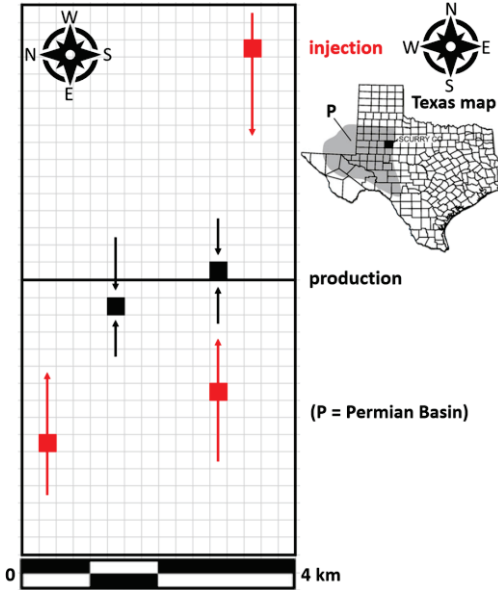 W
N S
E
injection
N
W E
S
Texas map
P
SCURRY CO.
production
(P = Permian Basin)
0 4 km